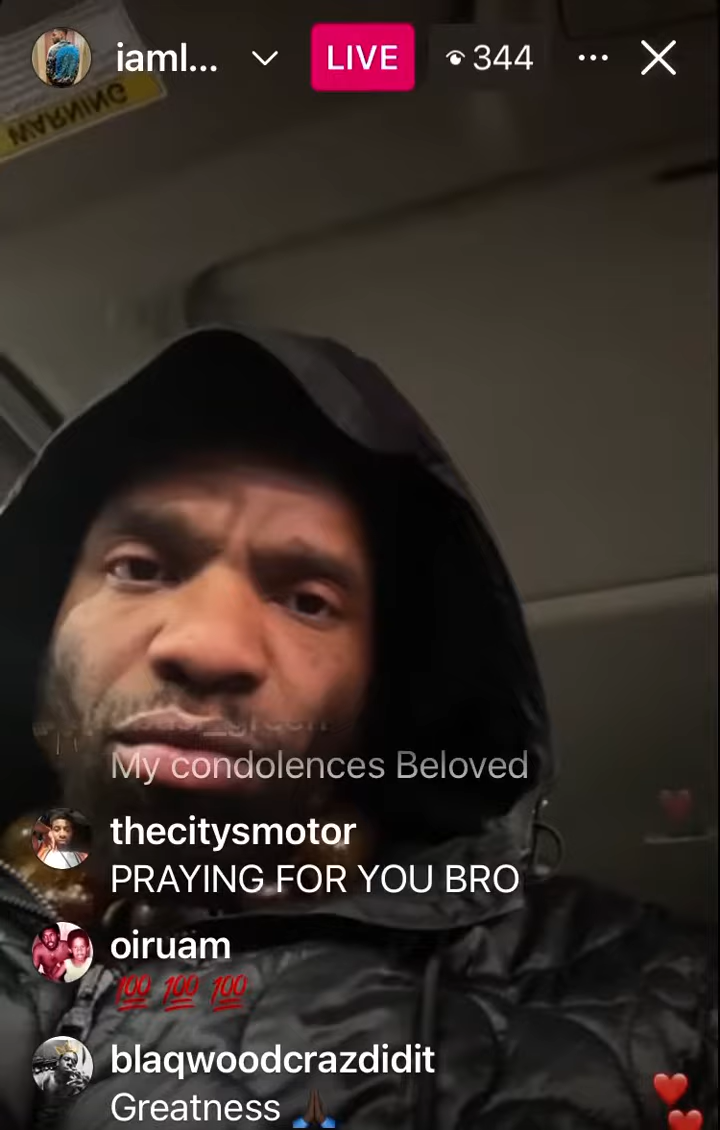 iaml...
LIVE
344
WARNING
My condolences Beloved
thecitysmotor
PRAYING FOR YOU BRO
oiruam
💯 💯 💯
blaqwoodcrazdidit
Greatness 🙏🏿